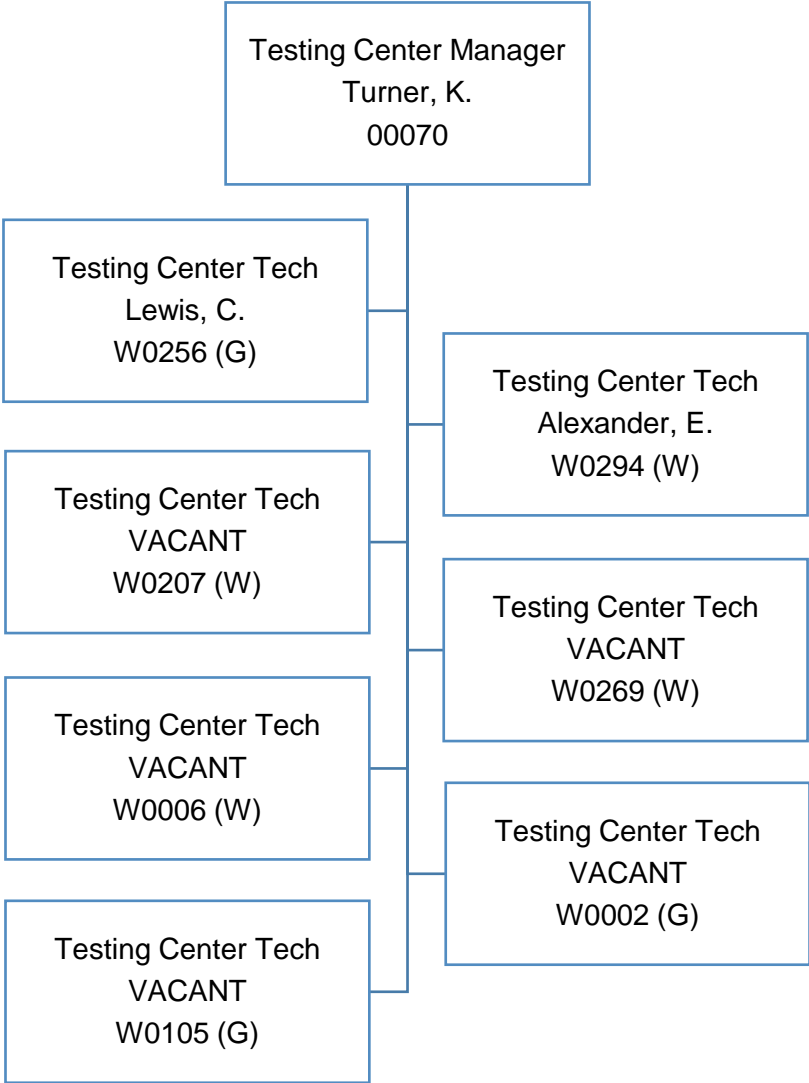 Testing Center Manager
Turner, K.
00070
Testing Center Tech
Lewis, C.
W0256 (G)
Testing Center Tech
Alexander, E.
W0294 (W)
Testing Center Tech
VACANT
W0207 (W)
Testing Center Tech
VACANT
W0269 (W)
Testing Center Tech
VACANT
W0006 (W)
Testing Center Tech
VACANT
W0002 (G)
Testing Center Tech
VACANT
W0105 (G)